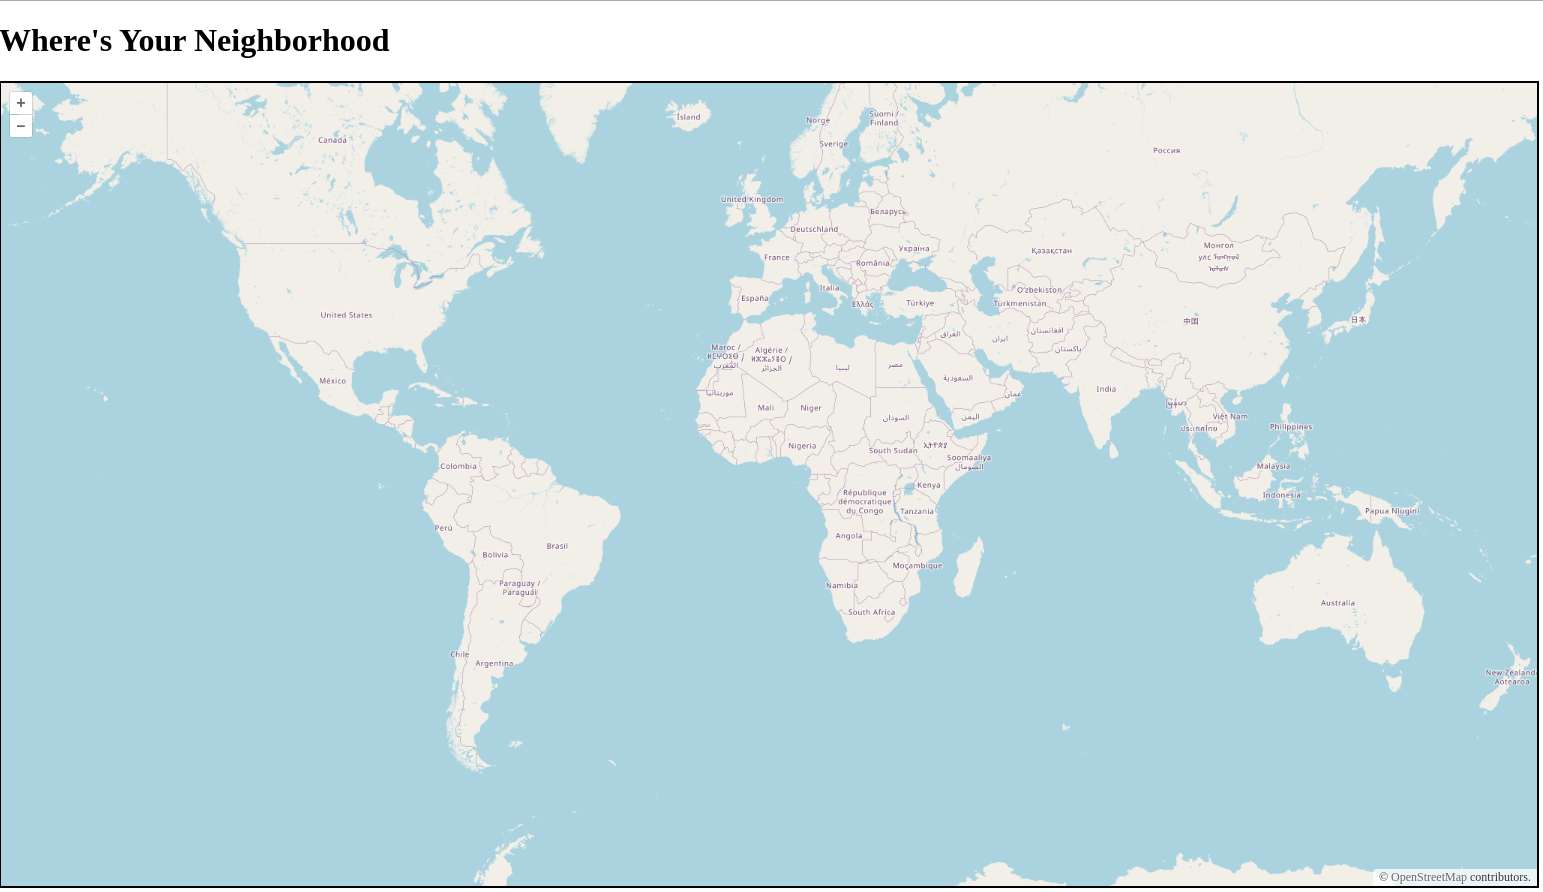 Where's Your Neighborhood
+
−
Ísland
Norge
Suomi /
Finland
Canada
Sverige
Россия
United Kingdom
Беларусь
Deutschland
Україна
Монгол
улс
Қазақстан
France
România
Oʻzbekiston
Italia
España
Ελλάς
Türkiye
Türkmenistan
United States
中国
日本
افغانستان
العراق
ایران
Maroc /
ⵍⵎⵖⵔⵉⴱ /
المغرب
Algérie /
ⵍⵣⵣⴰⵢⴻⵔ /
الجزائر
پاکستان
ليبيا
مصر
México
السعودية
India
موريتانيا
عمان
Mali
Niger
السودان
اليمن
Việt Nam
ประเทศไทย
Philippines
Nigeria
South Sudan
ኢትዮጵያ
Soomaaliya
الصومال
Colombia
Malaysia
Kenya
République
démocratique
du Congo
Indonesia
Tanzania
Papua Niugini
Perú
Angola
Brasil
Bolivia
Moçambique
Paraguay /
Paraguái
Namibia
Australia
South Africa
Chile
Argentina
New Zealand/
Aotearoa
© OpenStreetMap contributors.